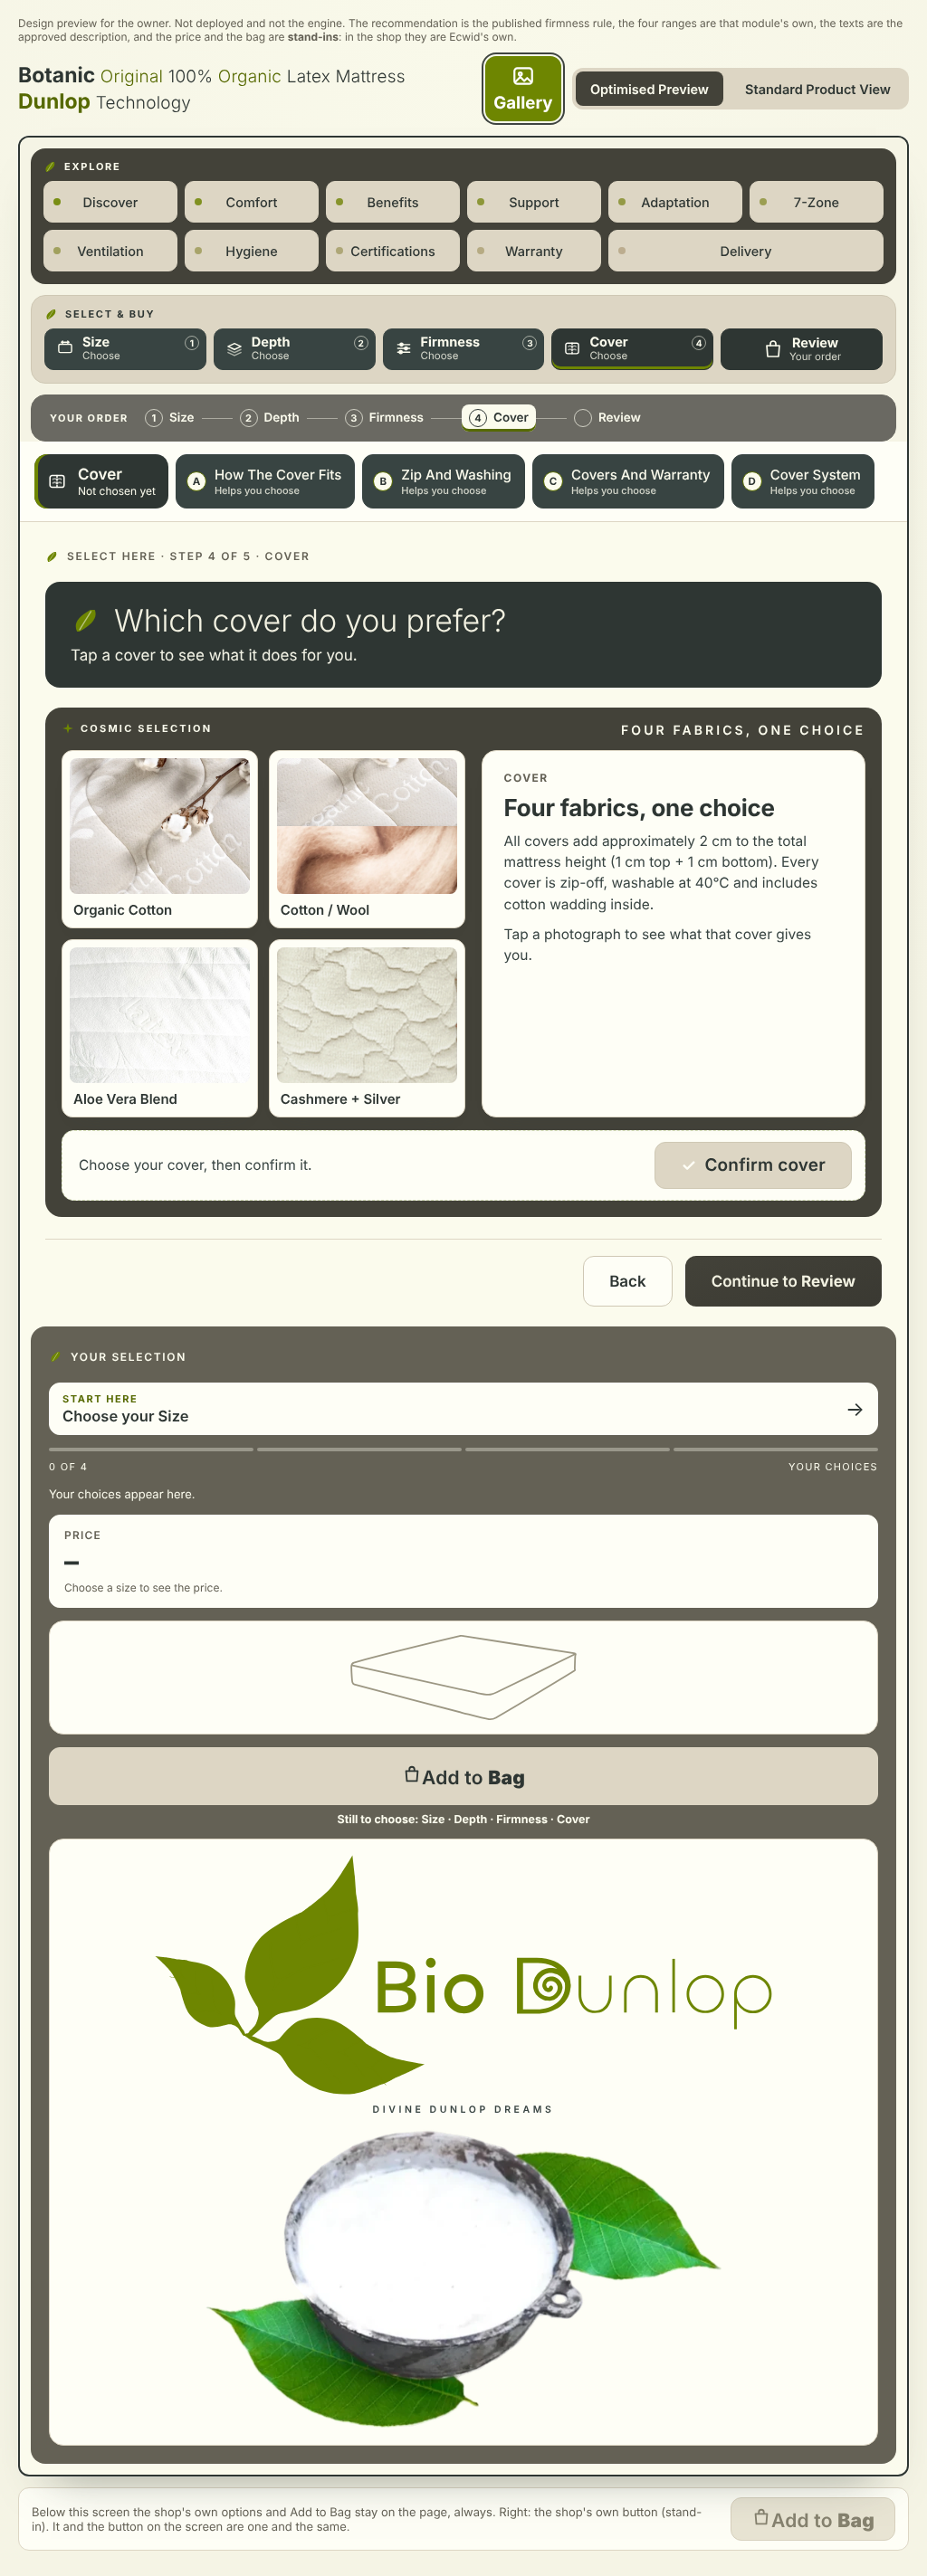 Design preview for the owner. Not deployed and not the engine. The recommendation is the published firmness rule, the four ranges are that module's own, the texts are the
approved description, and the price and the bag are stand-ins: in the shop they are Ecwid's own.
Botanic Original 100% Organic Latex Mattress
Dunlop Technology
Gallery
Optimised Preview
Standard Product View
EXPLORE
Discover
Comfort
Benefits
Support
Adaptation
7-Zone
Ventilation
Hygiene
Certifications
Warranty
Delivery
SELECT & BUY
Size
Choose
1
Depth
Choose
2
Firmness
Choose
3
Cover
Choose
4
Review
Your order
YOUR ORDER
1 Size
2 Depth
3 Firmness
4 Cover
Review
Cover
Not chosen yet
A
How The Cover Fits
Helps you choose
B
Zip And Washing
Helps you choose
C
Covers And Warranty
Helps you choose
D
Cover System
Helps you choose
SELECT HERE · STEP 4 OF 5 · COVER
Which cover do you prefer?
Tap a cover to see what it does for you.
COSMIC SELECTION
FOUR FABRICS, ONE CHOICE
Organic Cotton
Cotton / Wool
Aloe Vera Blend
Cashmere + Silver
COVER
Four fabrics, one choice
All covers add approximately 2 cm to the total
mattress height (1 cm top + 1 cm bottom). Every
cover is zip-off, washable at 40°C and includes
cotton wadding inside.
Tap a photograph to see what that cover gives
you.
Choose your cover, then confirm it.
Confirm cover
Back
Continue to Review
YOUR SELECTION
START HERE
Choose your Size
0 OF 4
YOUR CHOICES
Your choices appear here.
PRICE
–
Choose a size to see the price.
Add to Bag
Still to choose: Size · Depth · Firmness · Cover
Bio Dunlop
DIVINE DUNLOP DREAMS
Below this screen the shop's own options and Add to Bag stay on the page, always. Right: the shop's own button (stand-
in). It and the button on the screen are one and the same.
Add to Bag